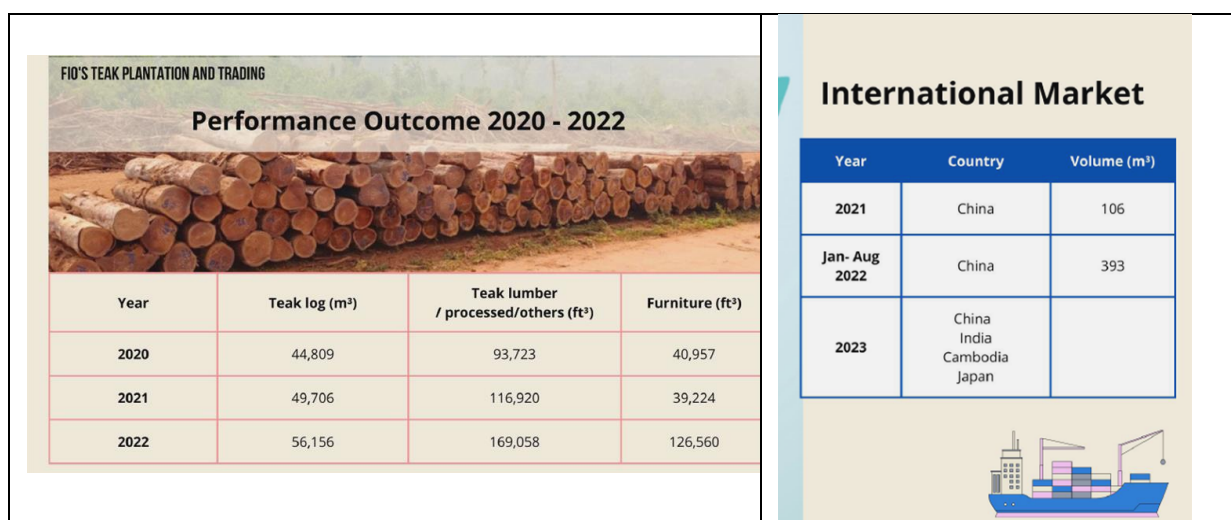 FIO'S TEAK PLANTATION AND TRADING
Performance Outcome 2020 - 2022
Year Teak log (m³) Teak lumber / processed/others (ft³) Furniture (ft³)
2020 44,809 93,723 40,957
2021 49,706 116,920 39,224
2022 56,156 169,058 126,560
International Market
Year Country Volume (m³)
2021 China 106
Jan- Aug 2022 China 393
2023 China
India
Cambodia
Japan